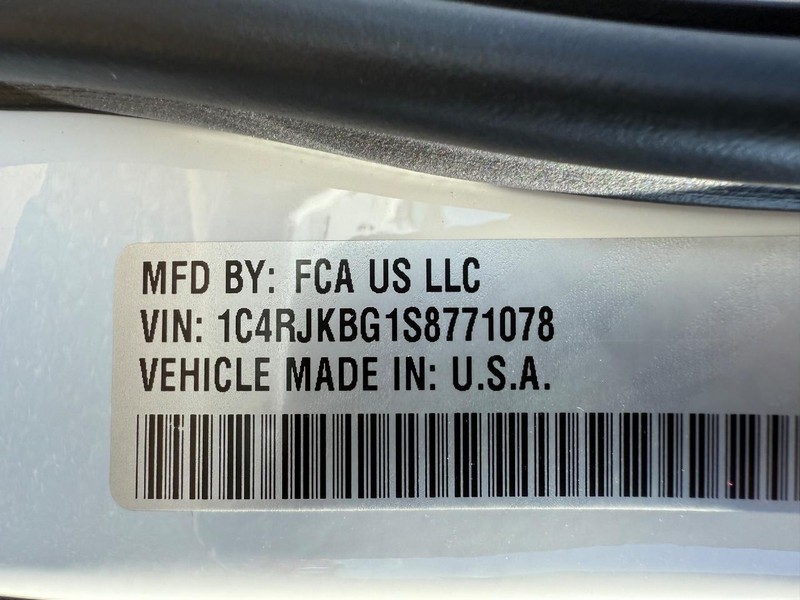 MFD BY: FCA US LLC
VIN: 1C4RJKBG1S8771078
VEHICLE MADE IN: U.S.A.